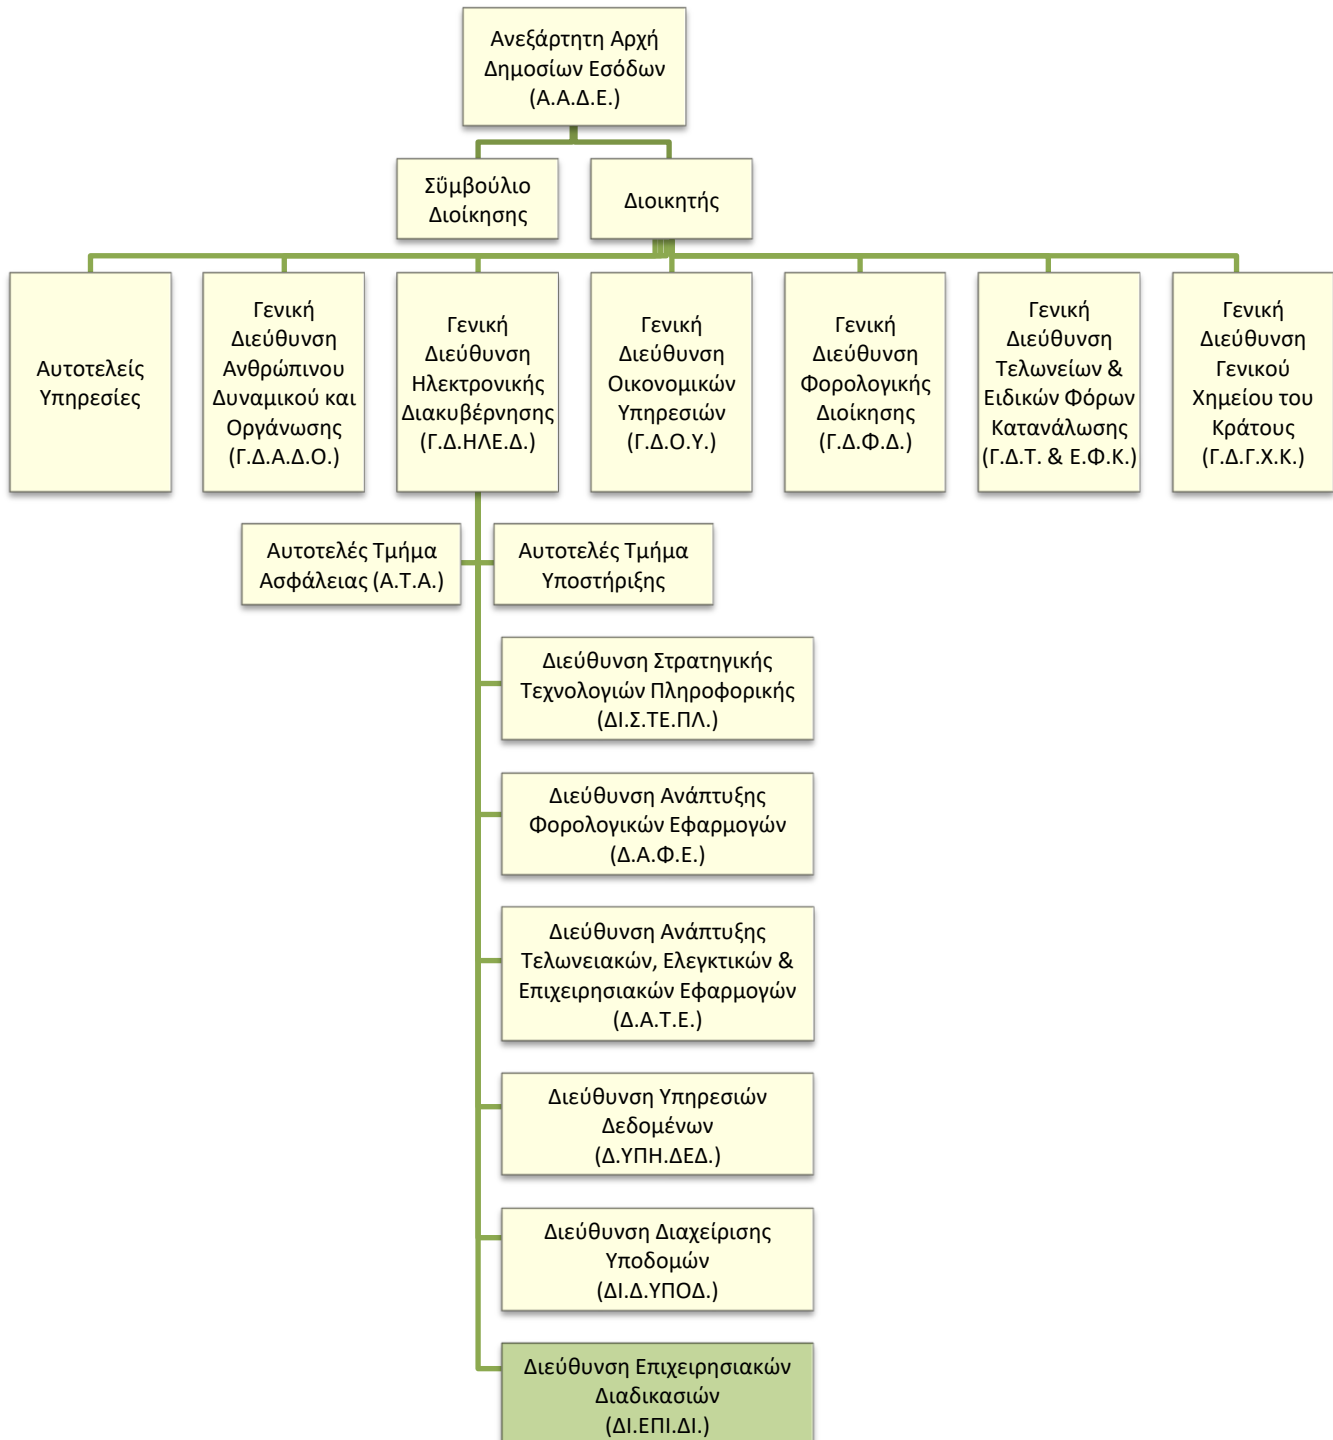 Ανεξάρτητη Αρχή
Δημοσίων Εσόδων
(Α.Α.Δ.Ε.)
Σΰμβούλιο
Διοίκησης
Διοικητής
Αυτοτελείς
Υπηρεσίες
Γενική
Διεύθυνση
Ανθρώπινου
Δυναμικού και
Οργάνωσης
(Γ.Δ.Α.Δ.Ο.)
Γενική
Διεύθυνση
Ηλεκτρονικής
Διακυβέρνησης
(Γ.Δ.ΗΛΕ.Δ.)
Γενική
Διεύθυνση
Οικονομικών
Υπηρεσιών
(Γ.Δ.Ο.Υ.)
Γενική
Διεύθυνση
Φορολογικής
Διοίκησης
(Γ.Δ.Φ.Δ.)
Γενική
Διεύθυνση
Τελωνείων &
Ειδικών Φόρων
Κατανάλωσης
(Γ.Δ.Τ. & Ε.Φ.Κ.)
Γενική
Διεύθυνση
Γενικού
Χημείου του
Κράτους
(Γ.Δ.Γ.Χ.Κ.)
Αυτοτελές Τμήμα
Ασφάλειας (Α.Τ.Α.)
Αυτοτελές Τμήμα
Υποστήριξης
Διεύθυνση Στρατηγικής
Τεχνολογιών Πληροφορικής
(ΔΙ.Σ.ΤΕ.ΠΛ.)
Διεύθυνση Ανάπτυξης
Φορολογικών Εφαρμογών
(Δ.Α.Φ.Ε.)
Διεύθυνση Ανάπτυξης
Τελωνειακών, Ελεγκτικών &
Επιχειρησιακών Εφαρμογών
(Δ.Α.Τ.Ε.)
Διεύθυνση Υπηρεσιών
Δεδομένων
(Δ.ΥΠΗ.ΔΕΔ.)
Διεύθυνση Διαχείρισης
Υποδομών
(ΔΙ.Δ.ΥΠΟΔ.)
Διεύθυνση Επιχειρησιακών
Διαδικασιών
(ΔΙ.ΕΠΙ.ΔΙ.)